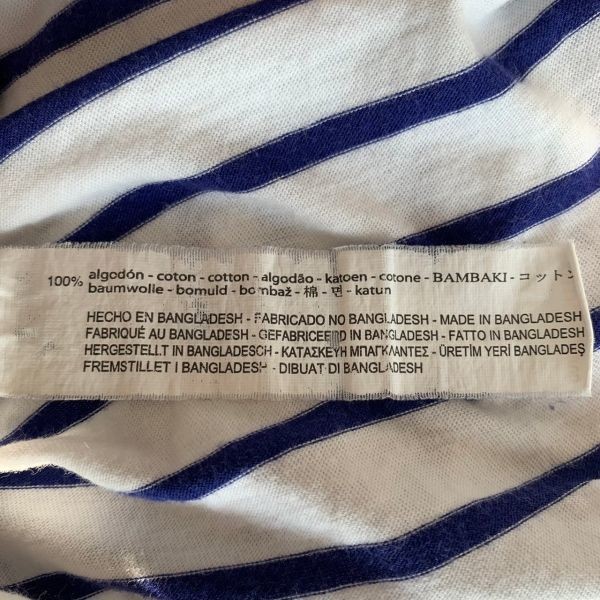 100% algodón - coton - cotton - algodão - katoen - cotone - BAMBAKI - コットン
baumwolle - bomuld - bombaž - 棉 - 면 - katun
HECHO EN BANGLADESH - FABRICADO NO BANGLADESH - MADE IN BANGLADESH
FABRIQUÉ AU BANGLADESH - GEFABRICEERD IN BANGLADESH - FATTO IN BANGLADESH
HERGESTELLT IN BANGLADESCH - ΚΑΤΑΣΚΕΥΗ ΜΠΑΓΚΛΑΝΤΕΣ - ÜRETİM YERİ BANGLADEŞ
FREMSTILLET I BANGLADESH - DIBUAT DI BANGLADESH